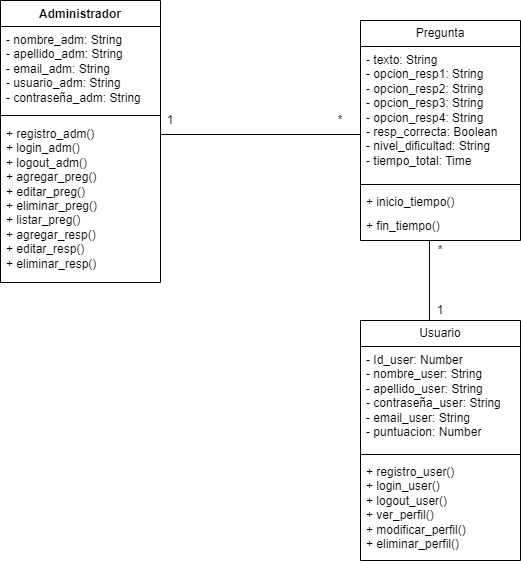 Administrador
- nombre_adm: String
- apellido_adm: String
- email_adm: String
- usuario_adm: String
- contraseña_adm: String
+ registro_adm()
+ login_adm()
+ logout_adm()
+ agregar_preg()
+ editar_preg()
+ eliminar_preg()
+ listar_preg()
+ agregar_resp()
+ editar_resp()
+ eliminar_resp()
1
*
Pregunta
- texto: String
- opcion_resp1: String
- opcion_resp2: String
- opcion_resp3: String
- opcion_resp4: String
- resp_correcta: Boolean
- nivel_dificultad: String
- tiempo_total: Time
+ inicio_tiempo()
+ fin_tiempo()
*
1
Usuario
- Id_user: Number
- nombre_user: String
- apellido_user: String
- contraseña_user: String
- email_user: String
- puntuacion: Number
+ registro_user()
+ login_user()
+ logout_user()
+ ver_perfil()
+ modificar_perfil()
+ eliminar_perfil()